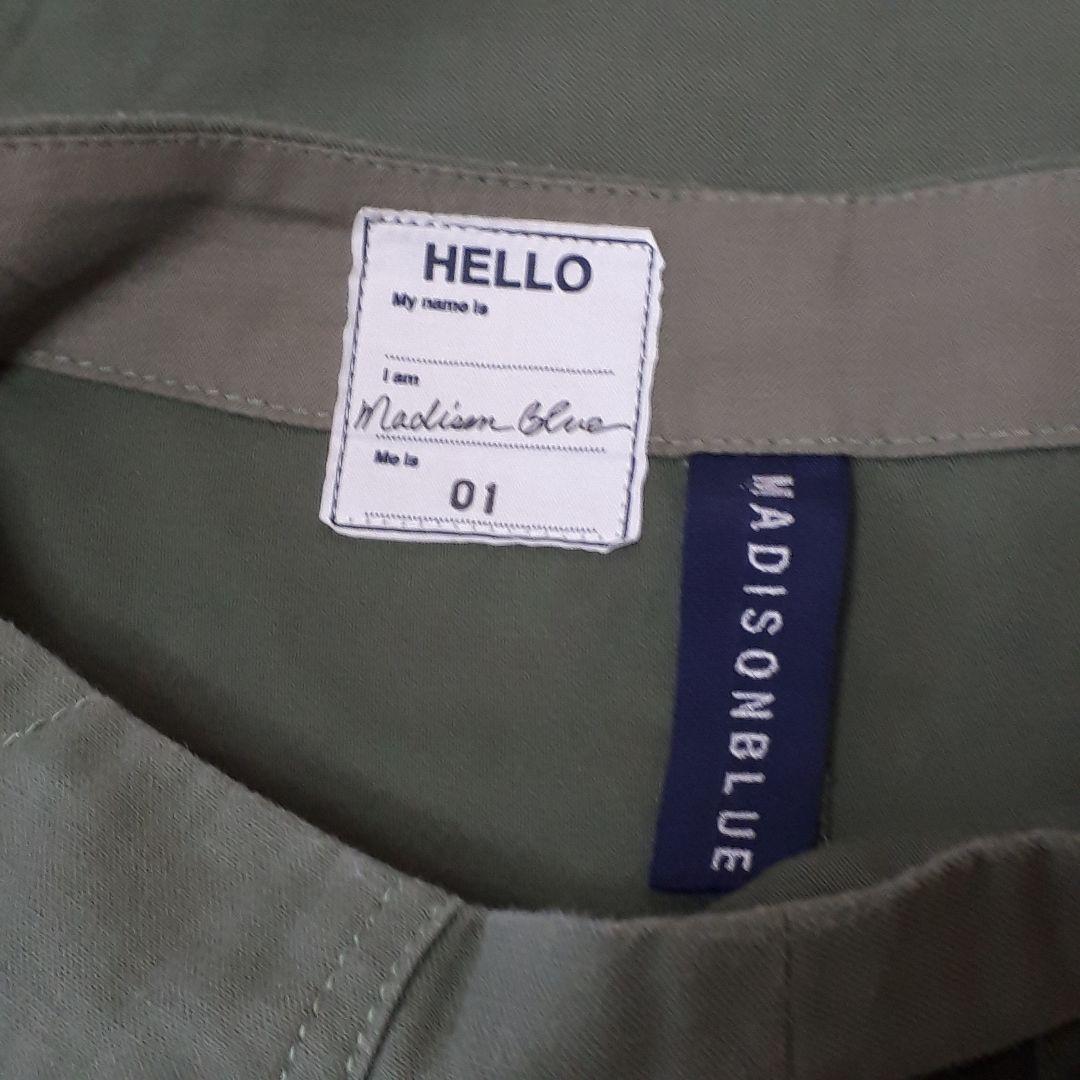 HELLO
My name is
I am
Madison Blue
Me is
01
MADISONBLUE